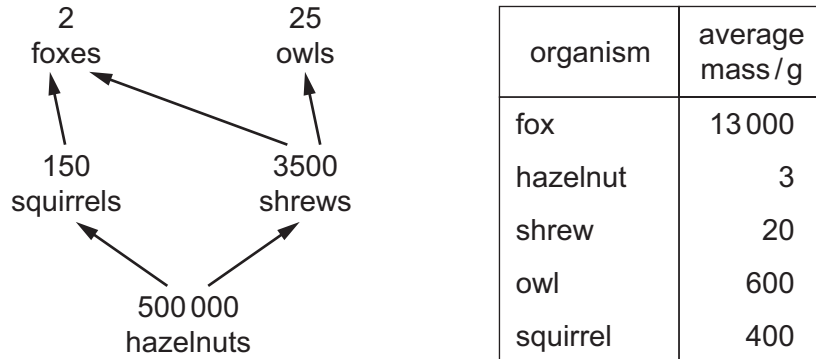 2
foxes
25
owls
150
squirrels
3500
shrews
500 000
hazelnuts
organism average mass / g
fox 13 000
hazelnut 3
shrew 20
owl 600
squirrel 400